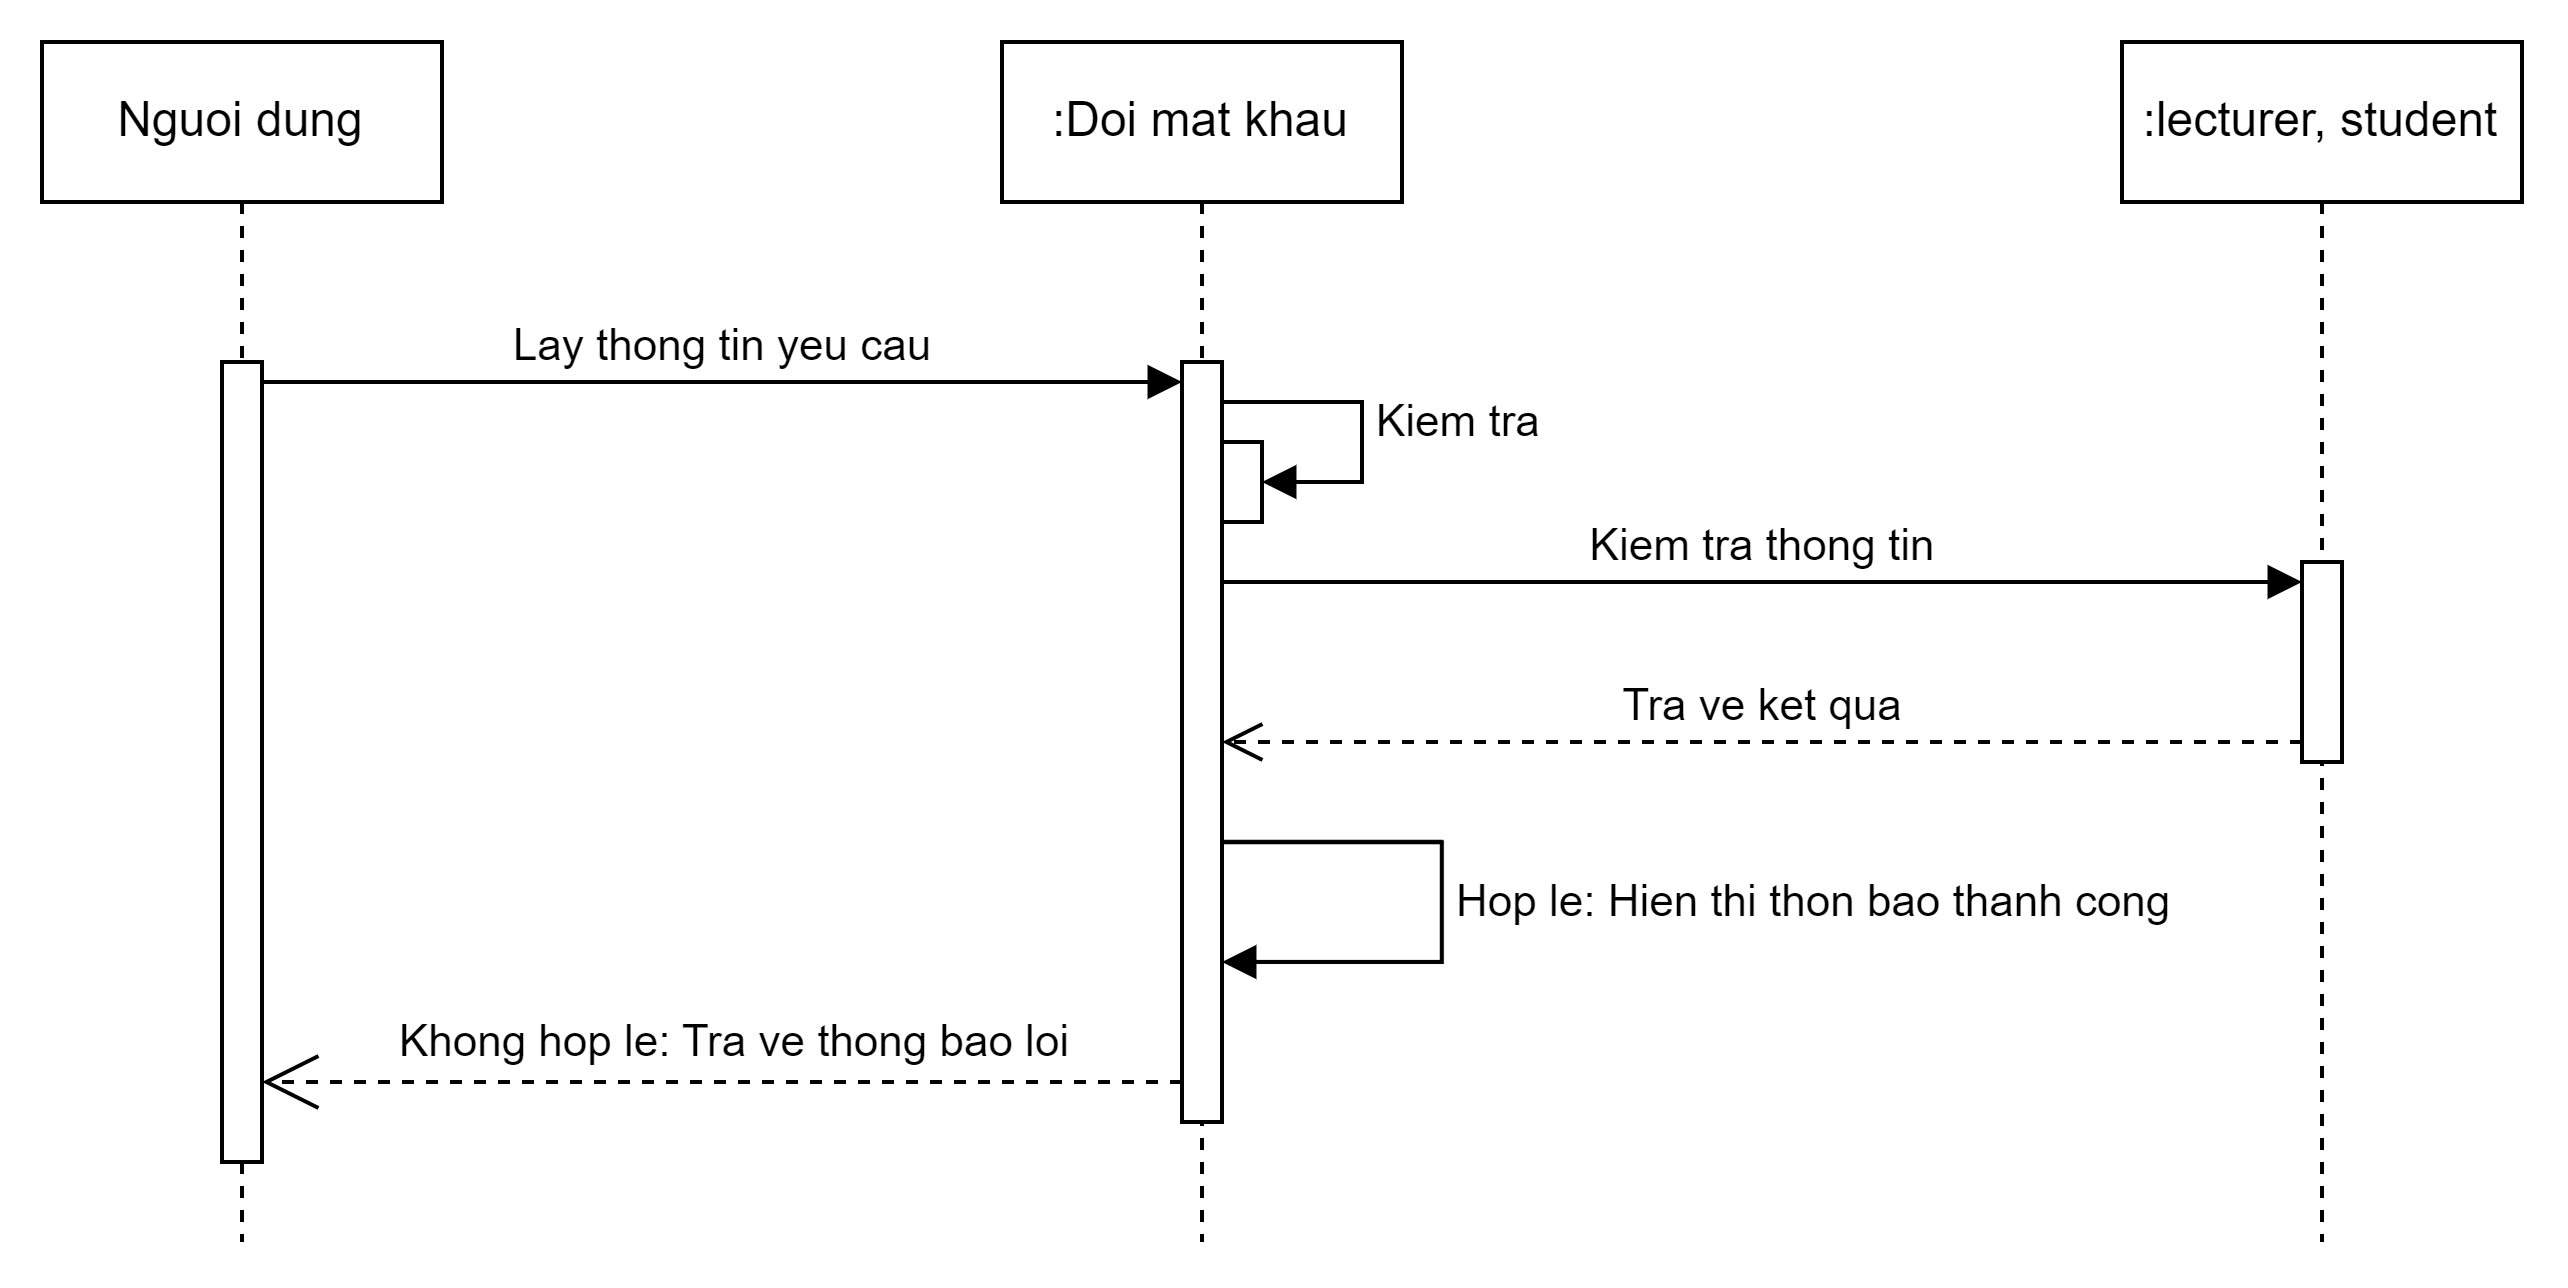 Nguoi dung
:Doi mat khau
:lecturer, student
Lay thong tin yeu cau
Kiem tra
Kiem tra thong tin
Tra ve ket qua
Hop le: Hien thi thon bao thanh cong
Khong hop le: Tra ve thong bao loi